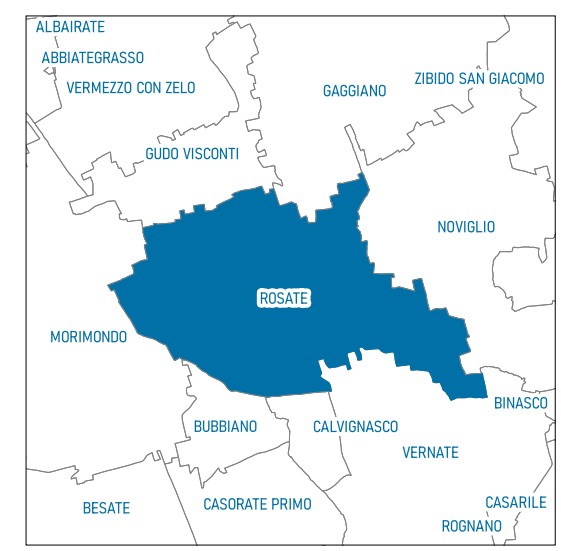 ALBAIRATE
ABBIATEGRASSO
VERMEZZO CON ZELO
ZIBIDO SAN GIACOMO
GAGGIANO
GUDO VISCONTI
NOVIGLIO
ROSATE
MORIMONDO
BINASCO
BUBBIANO
CALVIGNASCO
VERNATE
BESATE
CASORATE PRIMO
CASARILE
ROGNANO